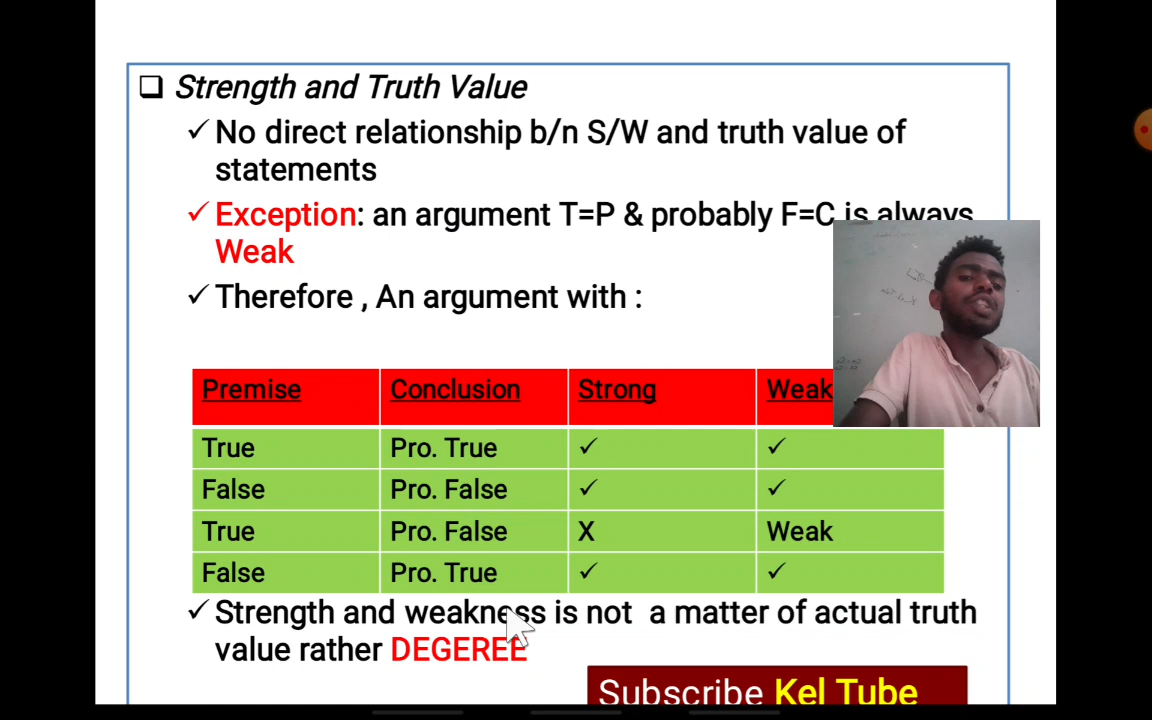 Strength and Truth Value
✓ No direct relationship b/n S/W and truth value of
statements
✓ Exception: an argument T=P & probably F=C is always
Weak
✓ Therefore , An argument with :
Premise Conclusion Strong Weak
True Pro. True ✓ ✓
False Pro. False ✓ ✓
True Pro. False X Weak
False Pro. True ✓ ✓
✓ Strength and weakness is not a matter of actual truth
value rather DEGEREE
Subscribe Kel Tube